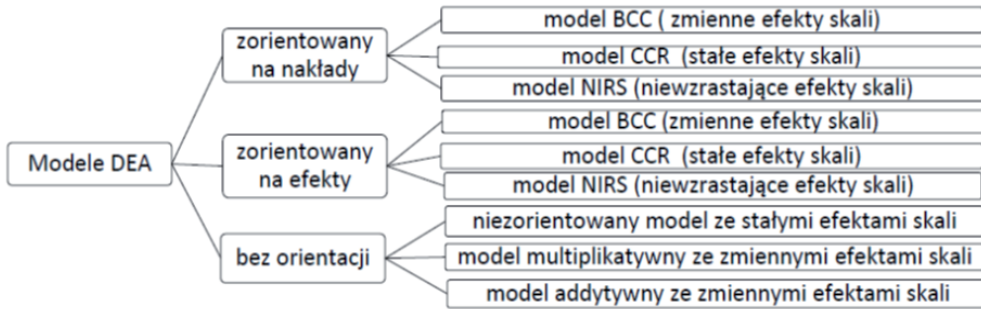 Modele DEA
zorientowany
na nakłady
model BCC ( zmienne efekty skali)
model CCR (stałe efekty skali)
model NIRS (niewzrastające efekty skali)
zorientowany
na efekty
model BCC (zmienne efekty skali)
model CCR (stałe efekty skali)
model NIRS (niewzrastające efekty skali)
bez orientacji
niezorientowany model ze stałymi efektami skali
model multiplikatywny ze zmiennymi efektami skali
model addytywny ze zmiennymi efektami skali